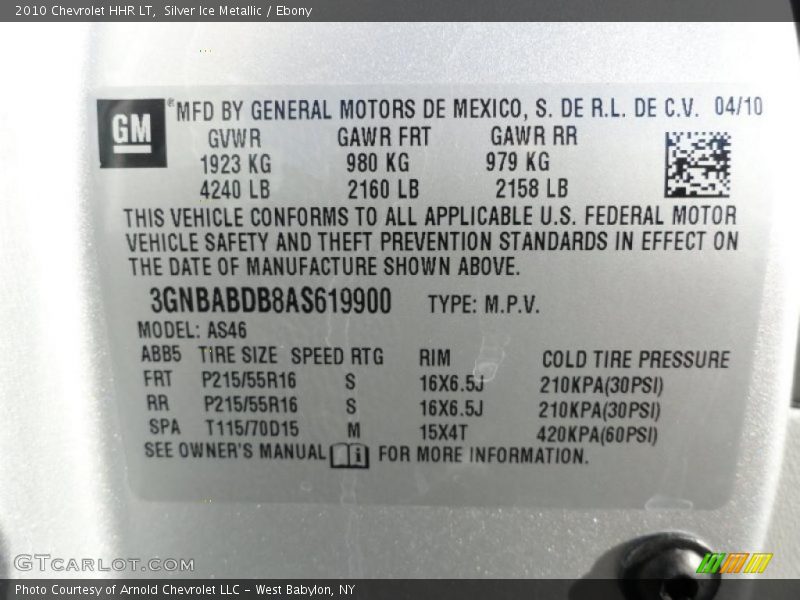 2010 Chevrolet HHR LT,  Silver Ice Metallic / Ebony
GM ® MFD BY GENERAL MOTORS DE MEXICO, S. DE R.L. DE C.V. 04/10
GVWR GAWR FRT GAWR RR
1923 KG 980 KG 979 KG
4240 LB 2160 LB 2158 LB
THIS VEHICLE CONFORMS TO ALL APPLICABLE U.S. FEDERAL MOTOR
VEHICLE SAFETY AND THEFT PREVENTION STANDARDS IN EFFECT ON
THE DATE OF MANUFACTURE SHOWN ABOVE.
3GNBABDB8AS619900 TYPE: M.P.V.
MODEL: AS46
ABB5 TIRE SIZE SPEED RTG RIM COLD TIRE PRESSURE
FRT P215/55R16 S 16X6.5J 210KPA(30PSI)
RR P215/55R16 S 16X6.5J 210KPA(30PSI)
SPA T115/70D15 M 15X4T 420KPA(60PSI)
SEE OWNER'S MANUAL i FOR MORE INFORMATION.
GTCARLOT.COM
Photo Courtesy of Arnold Chevrolet LLC - West Babylon, NY